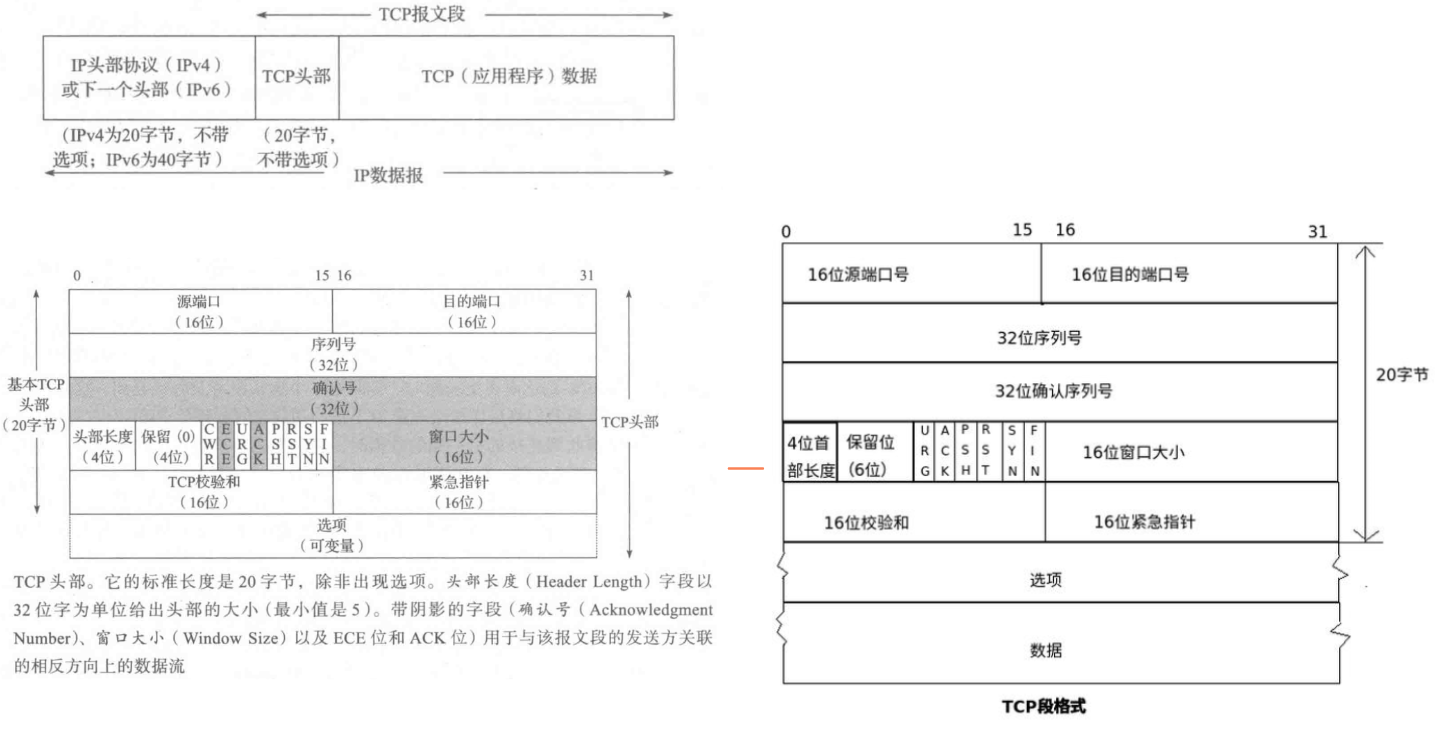 TCP报文段
IP头部协议（IPv4）
或下一个头部（IPv6）
TCP头部
TCP（应用程序）数据
（IPv4为20字节，不带
选项；IPv6为40字节）
（20字节，
不带选项）
IP数据报
0 15 16 31
源端口
（16位）
目的端口
（16位）
序列号
（32位）
确认号
（32位）
基本TCP
头部
（20字节）
头部长度
（4位）
保留（0）
（4位）
CWR
ECE
URG
ACK
PSH
RST
SYN
FIN
窗口大小
（16位）
TCP头部
TCP校验和
（16位）
紧急指针
（16位）
选项
（可变量）
TCP 头部。它的标准长度是 20 字节，除非出现选项。头部长度（Header Length）字段以
32 位字为单位给出头部的大小（最小值是 5）。带阴影的字段（确认号（Acknowledgment
Number）、窗口大小（Window Size）以及 ECE 位和 ACK 位）用于与该报文段的发送方关联
的相反方向上的数据流
0 15 16 31
16位源端口号
16位目的端口号
32位序列号
32位确认序列号
20字节
4位首
部长度
保留位
（6位）
URG
ACK
PSH
RST
SYN
FIN
16位窗口大小
16位校验和
16位紧急指针
选项
数据
TCP段格式